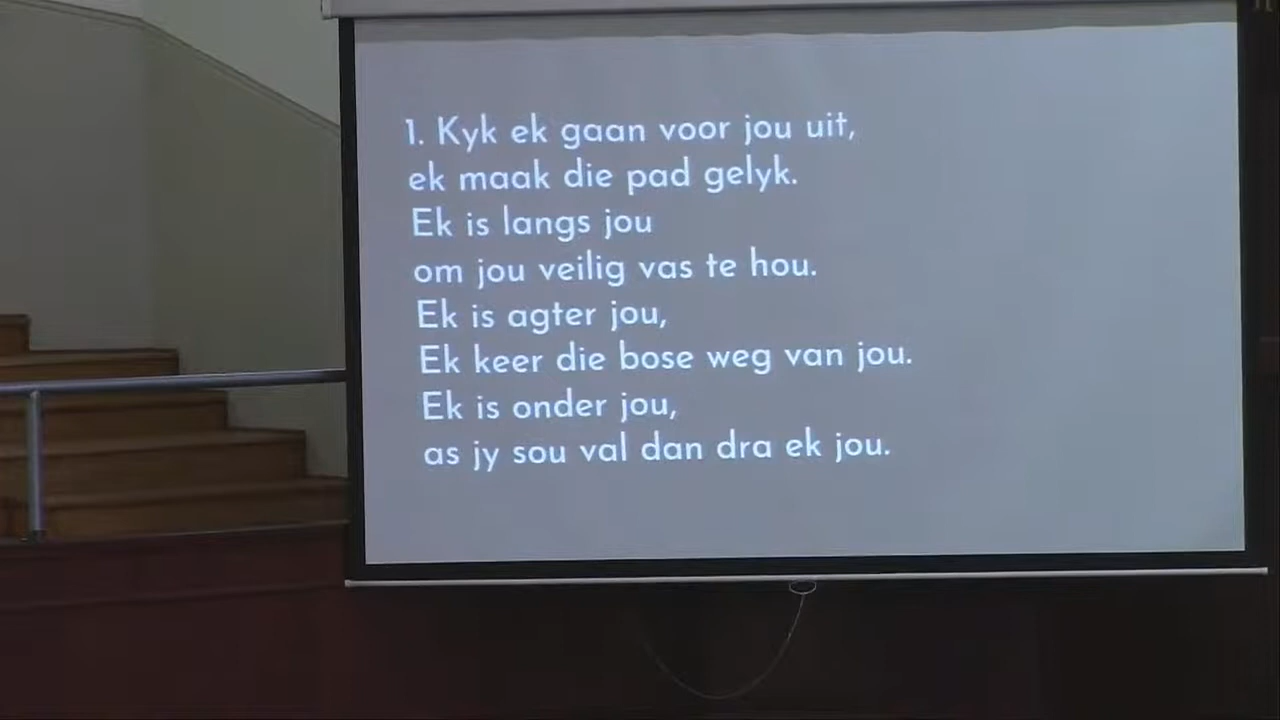 1. Kyk ek gaan voor jou uit,
ek maak die pad gelyk.
Ek is langs jou
om jou veilig vas te hou.
Ek is agter jou,
Ek keer die bose weg van jou.
Ek is onder jou,
as jy sou val dan dra ek jou.